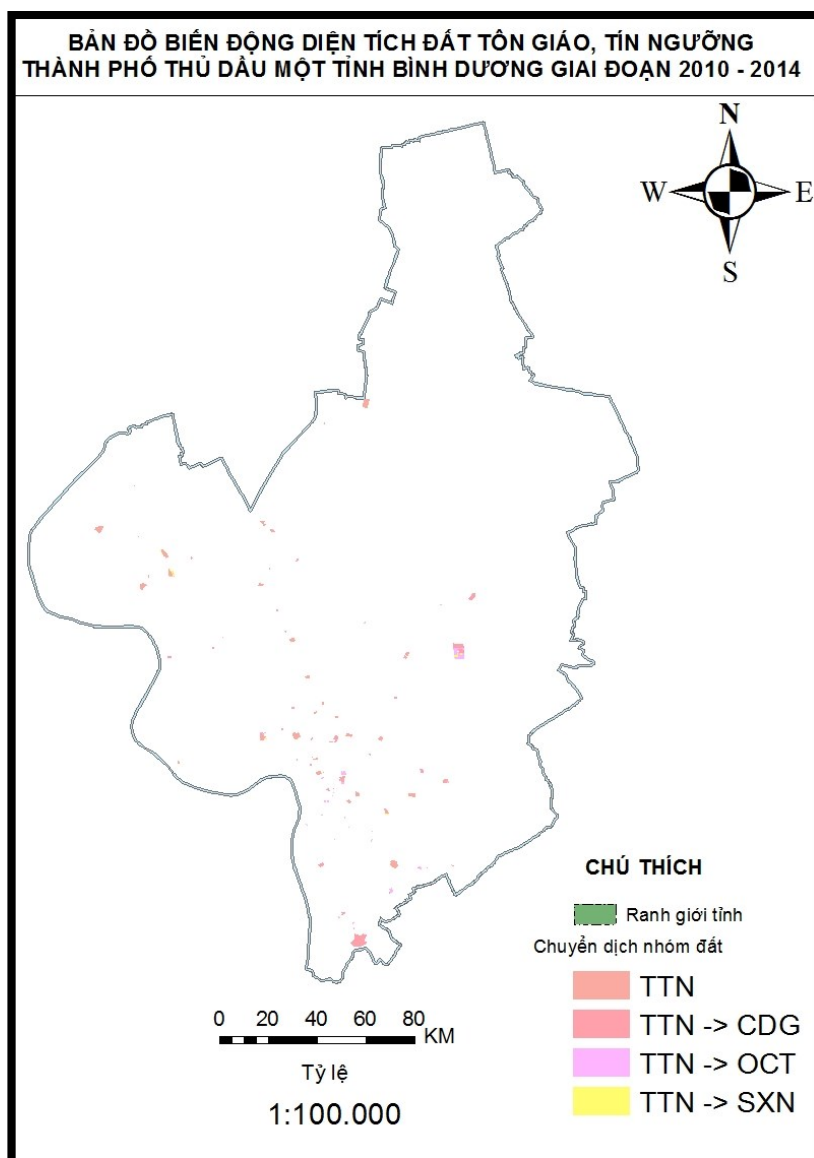 BẢN ĐỒ BIẾN ĐỘNG DIỆN TÍCH ĐẤT TÔN GIÁO, TÍN NGƯỠNG
THÀNH PHỐ THỦ DẦU MỘT TỈNH BÌNH DƯƠNG GIAI ĐOẠN 2010 - 2014
N
W E
S
CHÚ THÍCH
Ranh giới tỉnh
Chuyển dịch nhóm đất
TTN
TTN -> CDG
TTN -> OCT
TTN -> SXN
0 20 40 60 80
KM
Tỷ lệ
1:100.000